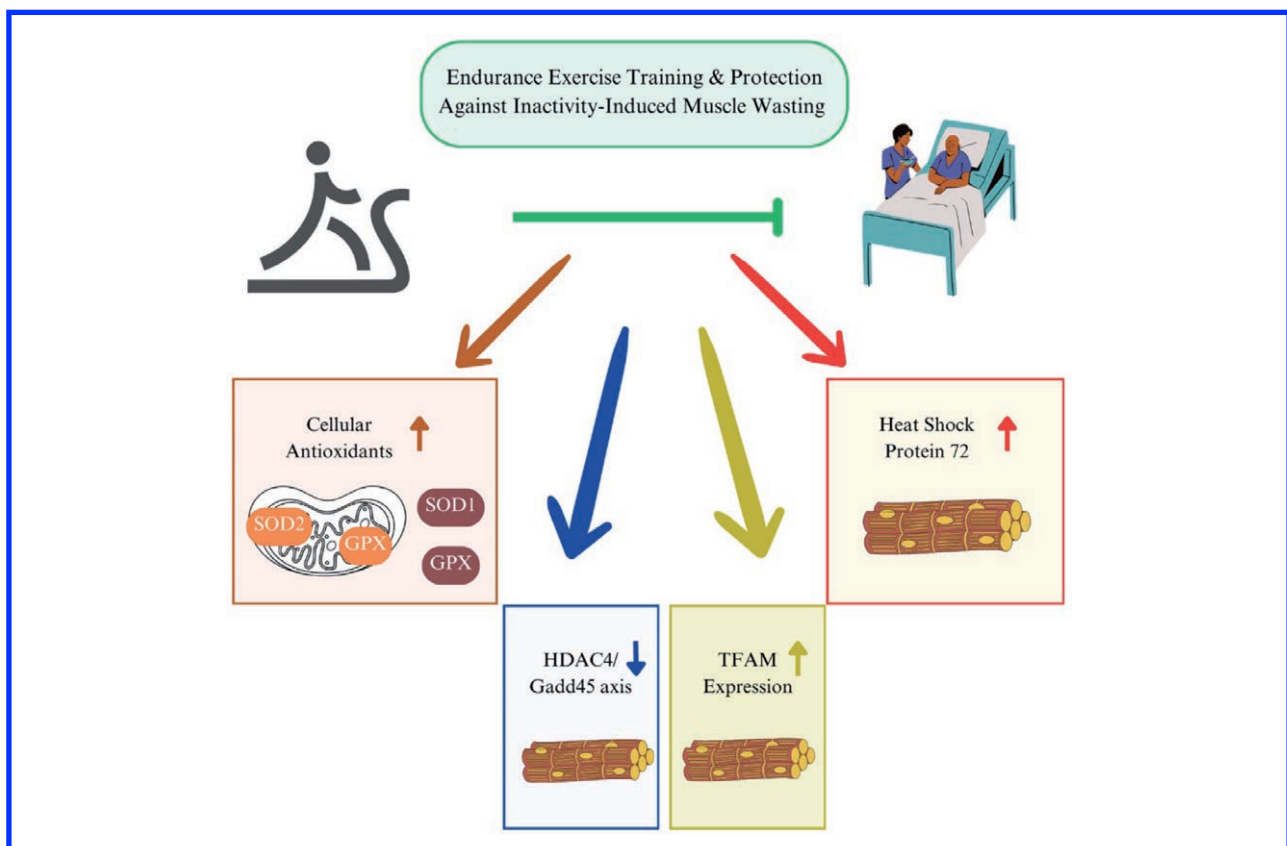 Endurance Exercise Training & Protection
Against Inactivity-Induced Muscle Wasting
Cellular
Antioxidants
SOD2
GPX
SOD1
GPX
HDAC4/
Gadd45 axis
TFAM
Expression
Heat Shock
Protein 72